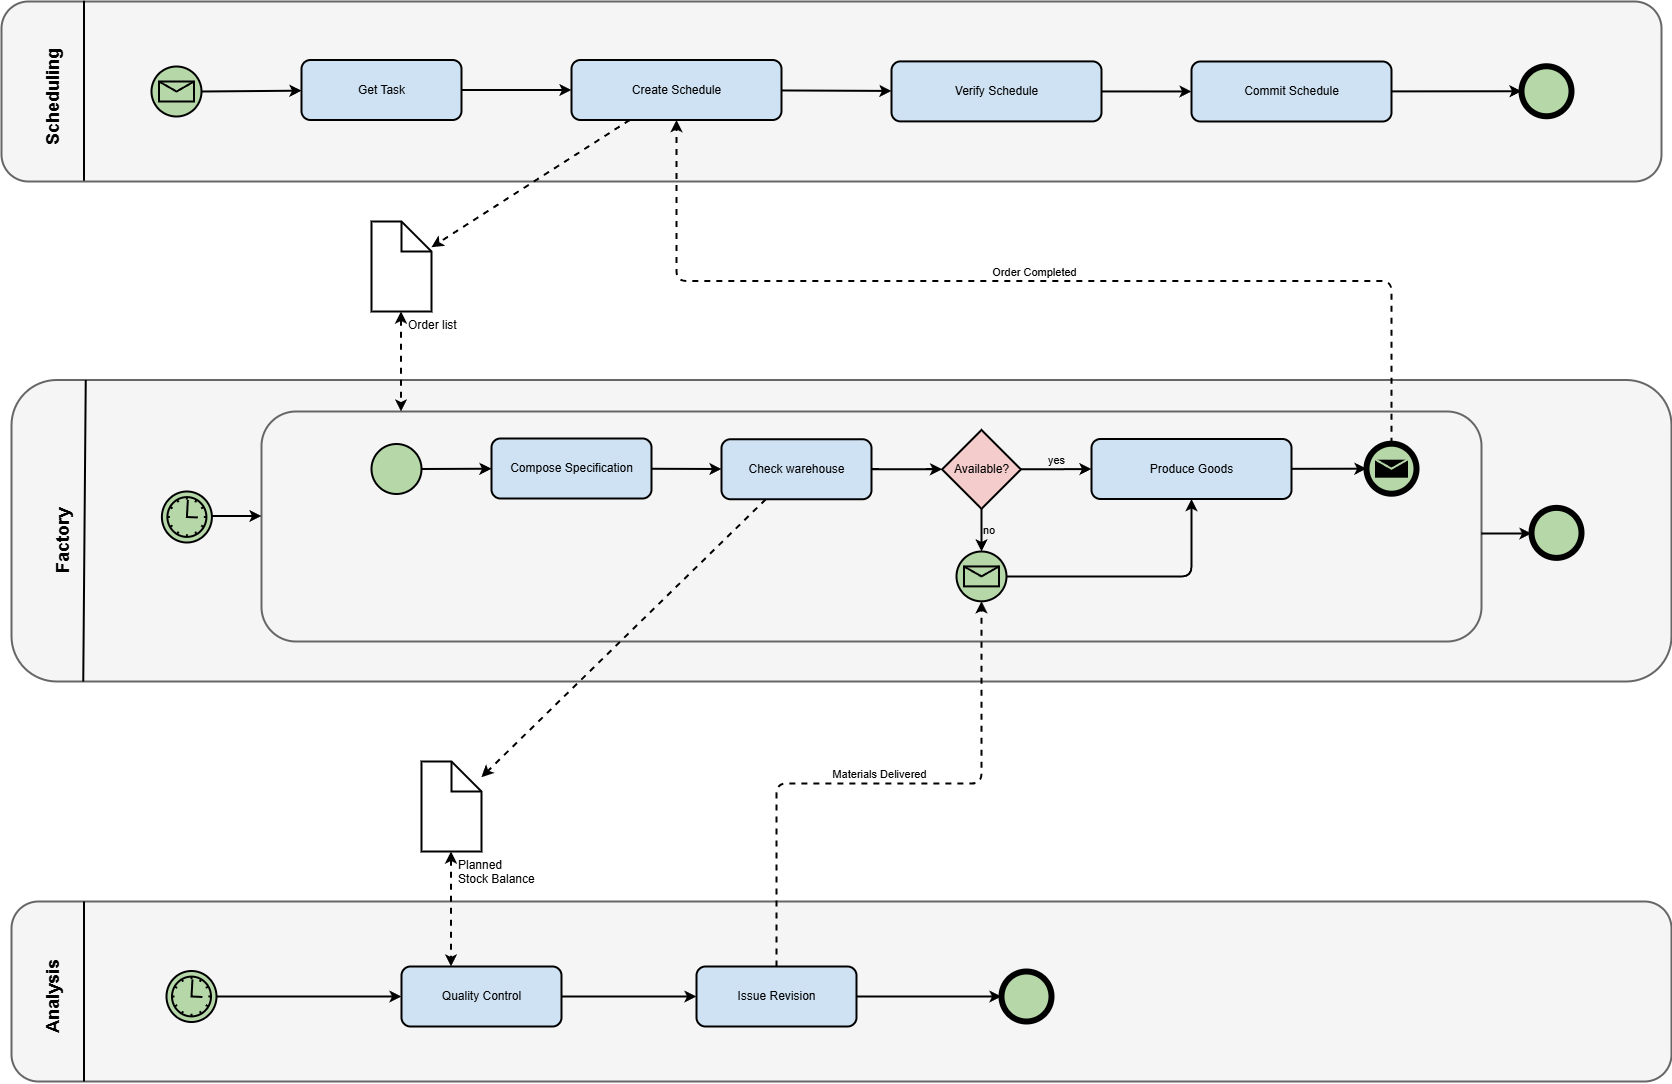 Scheduling
Get Task
Create Schedule
Verify Schedule
Commit Schedule
Order Completed
Order list
Factory
Compose Specification
Check warehouse
Available?
yes
Produce Goods
no
Materials Delivered
Planned
Stock Balance
Analysis
Quality Control
Issue Revision